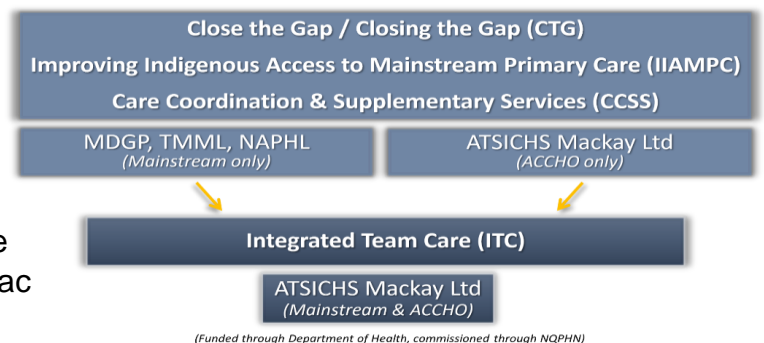 Close the Gap / Closing the Gap (CTG)
Improving Indigenous Access to Mainstream Primary Care (IIAMPC)
Care Coordination & Supplementary Services (CCSS)
MDGP, TMML, NAPHL
(Mainstream only)
ATSICHS Mackay Ltd
(ACCHO only)
e
ac
Integrated Team Care (ITC)
ATSICHS Mackay Ltd
(Mainstream & ACCHO)
(Funded through Department of Health, commissioned through NQPHN)